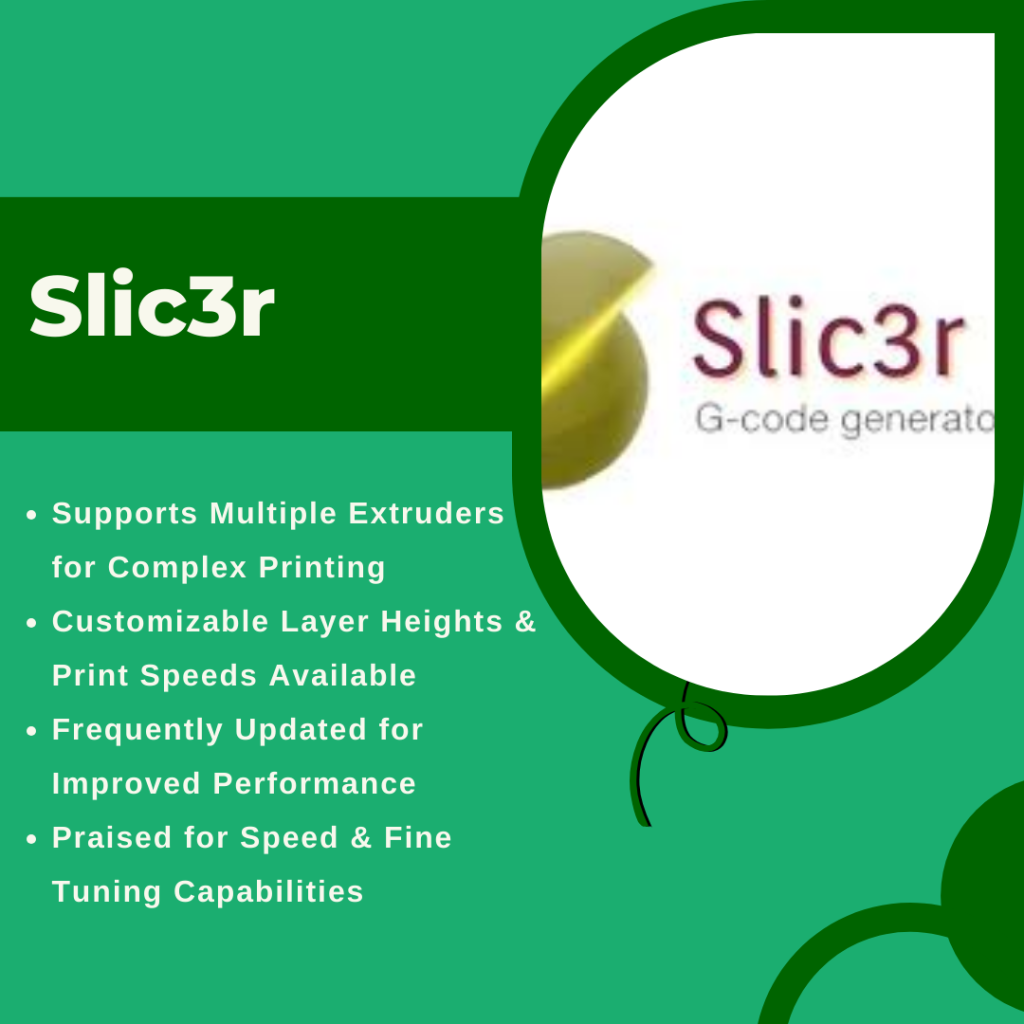 Slic3r
Slic3r
G-code generato
• Supports Multiple Extruders
for Complex Printing
• Customizable Layer Heights &
Print Speeds Available
• Frequently Updated for
Improved Performance
• Praised for Speed & Fine
Tuning Capabilities